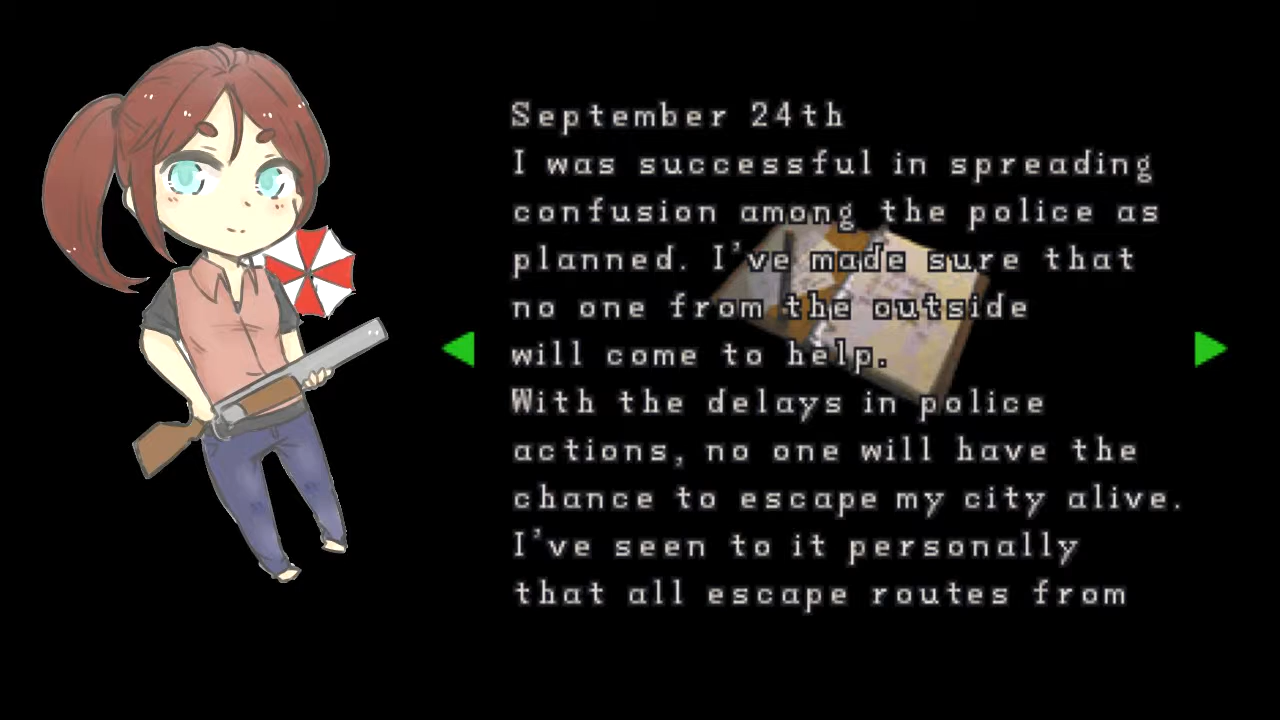 September 24th
I was successful in spreading
confusion among the police as
planned. I've made sure that
no one from the outside
will come to help.
With the delays in police
actions, no one will have the
chance to escape my city alive.
I've seen to it personally
that all escape routes from